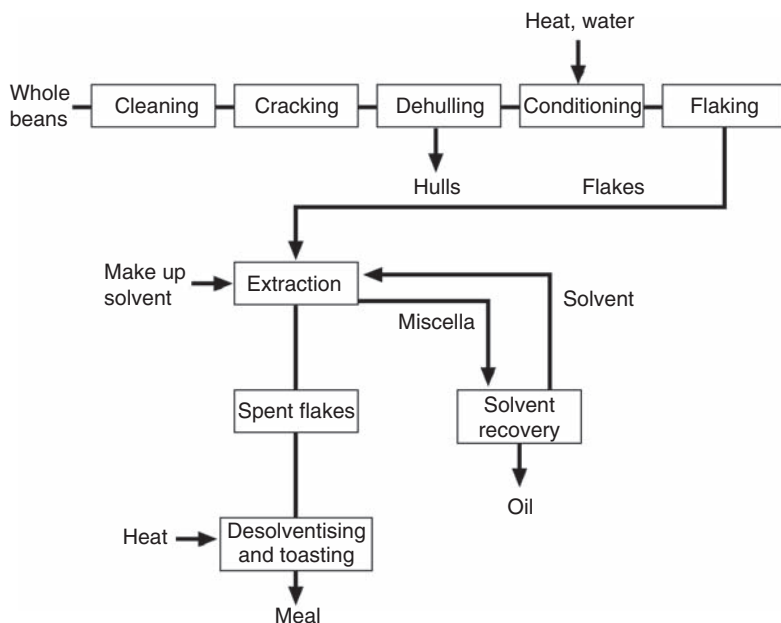 Heat, water
Whole
beans
Cleaning
Cracking
Dehulling
Conditioning
Flaking
Hulls
Flakes
Make up
solvent
Extraction
Solvent
Miscella
Spent flakes
Solvent
recovery
Oil
Heat
Desolventising
and toasting
Meal